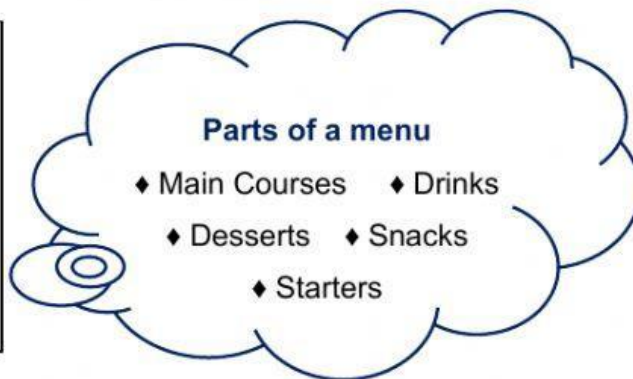 Parts of a menu
♦ Main Courses ♦ Drinks
♦ Desserts ♦ Snacks
♦ Starters